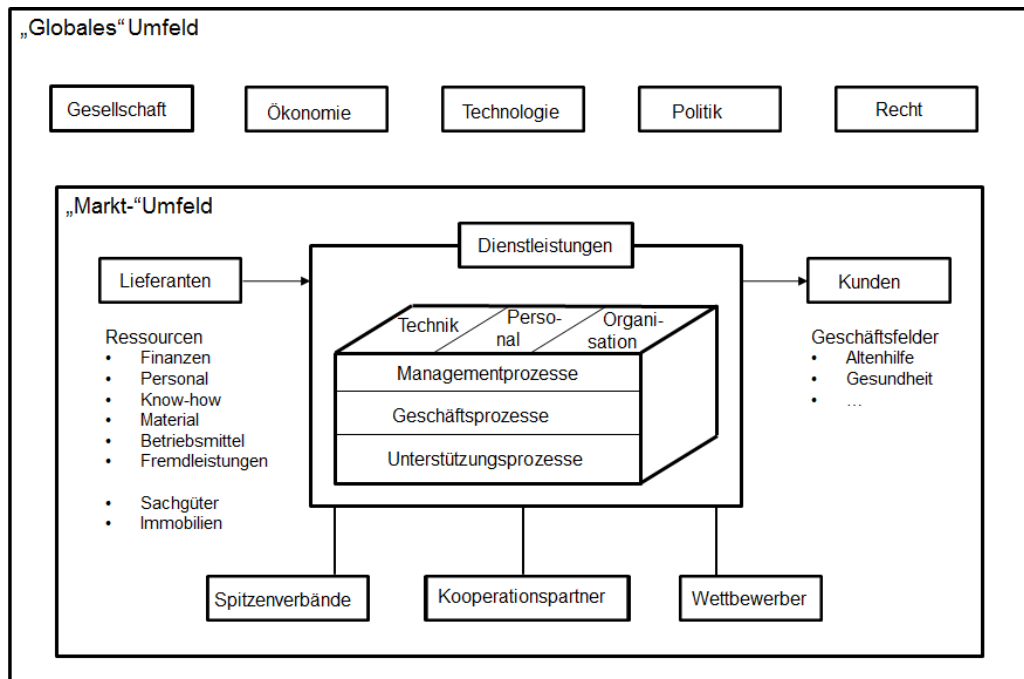 „Globales“ Umfeld
Gesellschaft
Ökonomie
Technologie
Politik
Recht
„Markt-“Umfeld
Dienstleistungen
Lieferanten
Kunden
Technik
Perso-
nal
Organi-
sation
Managementprozesse
Geschäftsprozesse
Unterstützungsprozesse
Ressourcen
• Finanzen
• Personal
• Know-how
• Material
• Betriebsmittel
• Fremdleistungen
• Sachgüter
• Immobilien
Geschäftsfelder
• Altenhilfe
• Gesundheit
• …
Spitzenverbände
Kooperationspartner
Wettbewerber